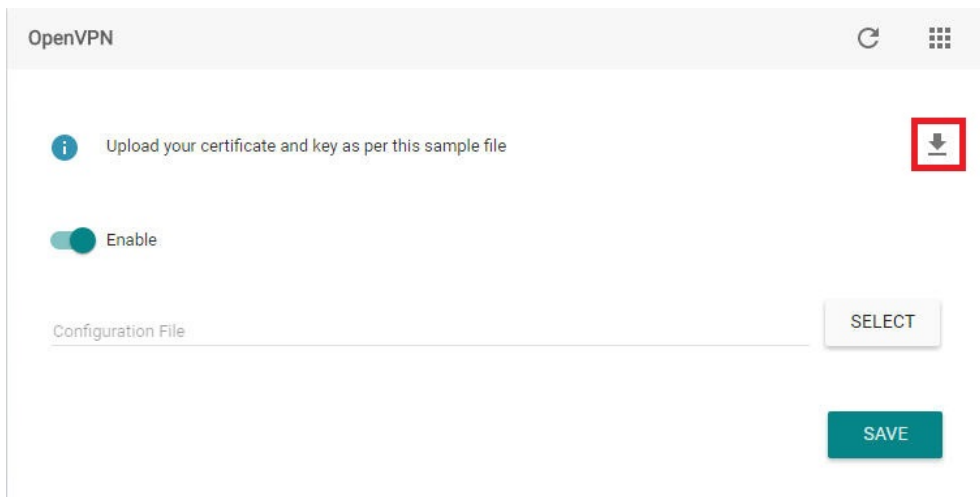 OpenVPN
Upload your certificate and key as per this sample file
Enable
Configuration File
SELECT
SAVE